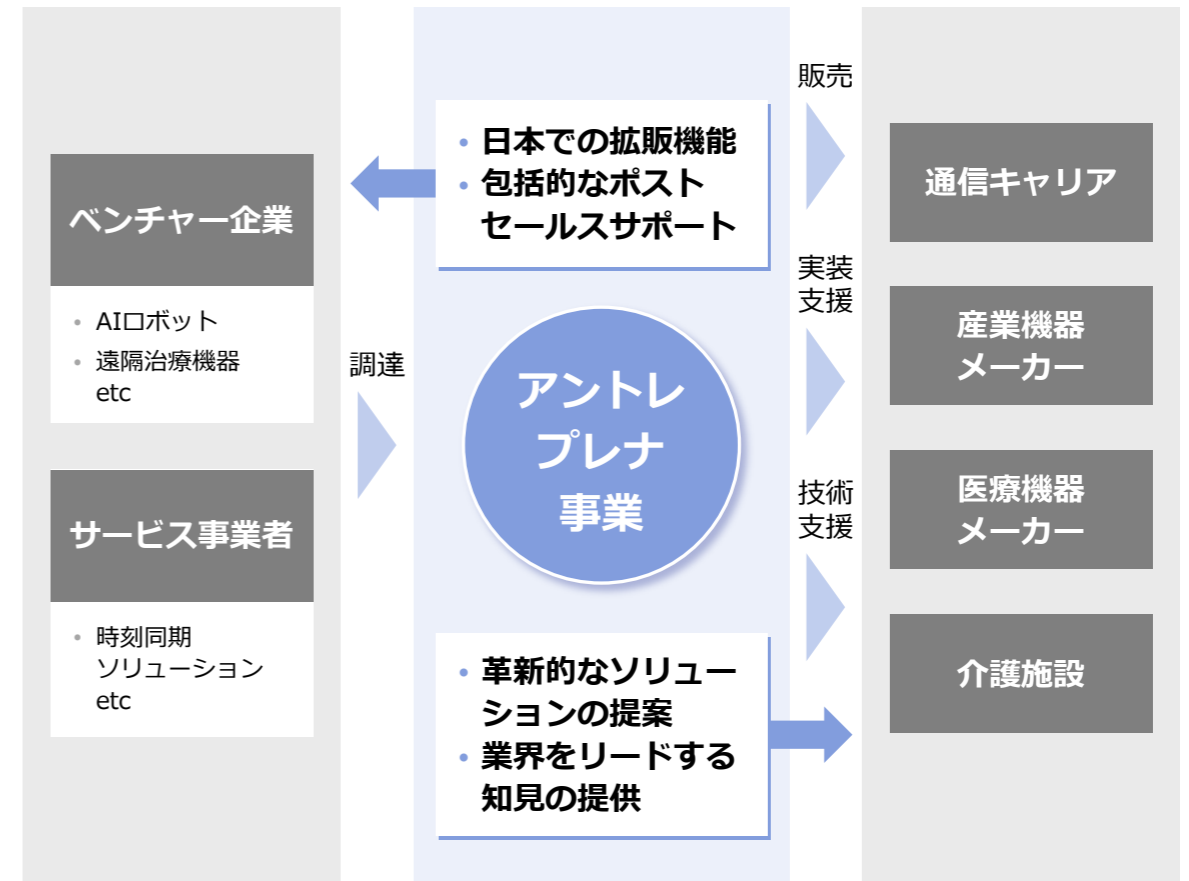 ベンチャー企業
・AIロボット
・遠隔治療機器
etc
サービス事業者
・時刻同期
ソリューション
etc
調達
・日本での拡販機能
・包括的なポスト
セールスサポート
アントレ
プレナ
事業
・革新的なソリュー
ションの提案
・業界をリードする
知見の提供
販売
実装
支援
技術
支援
通信キャリア
産業機器
メーカー
医療機器
メーカー
介護施設